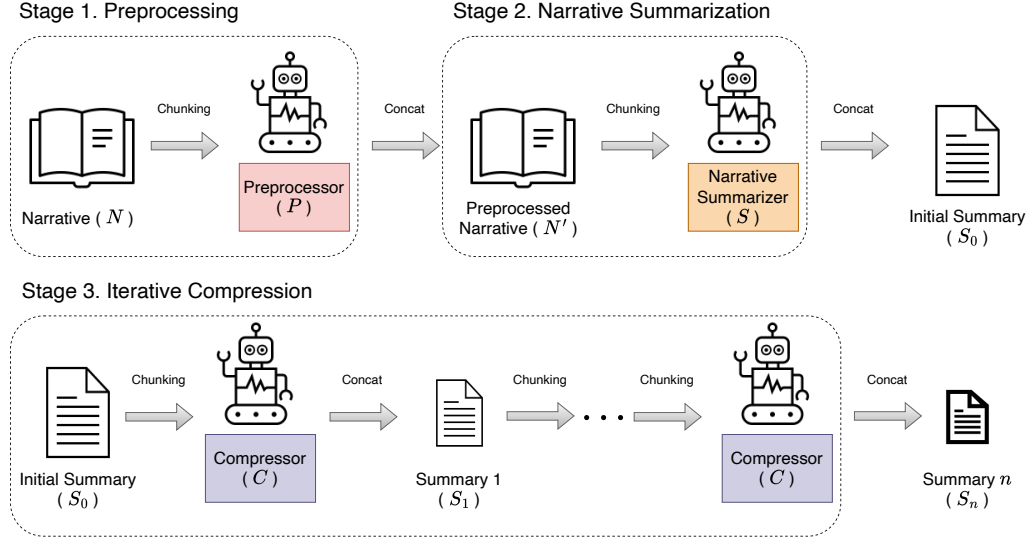 Stage 1. Preprocessing
Stage 2. Narrative Summarization
Chunking
Concat
Chunking
Concat
Narrative ( N )
Preprocessor
( P )
Preprocessed
Narrative ( N′ )
Narrative
Summarizer
( S )
Initial Summary
( S₀ )
Stage 3. Iterative Compression
Chunking
Concat
Chunking
Chunking
Concat
Initial Summary
( S₀ )
Compressor
( C )
Summary 1
( S₁ )
• • •
Compressor
( C )
Summary n
( Sₙ )